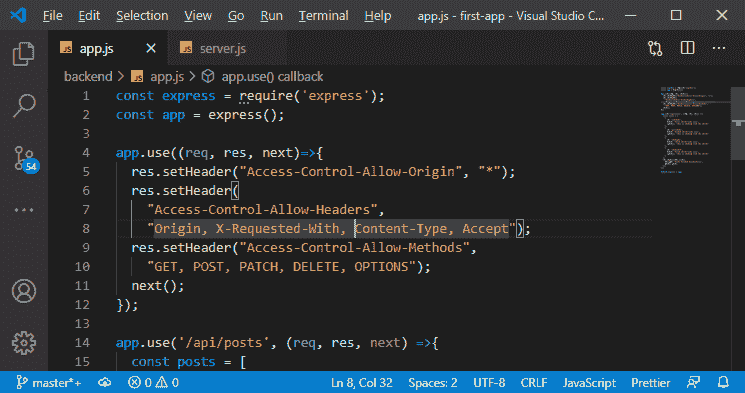 File Edit Selection View Go Run Terminal Help app.js - first-app - Visual Studio C...
JS app.js JS server.js ...
backend > JS app.js > app.use() callback
1 const express = require('express');
2 const app = express();
3
4 app.use((req, res, next)=>{
5 res.setHeader("Access-Control-Allow-Origin", "*");
6 res.setHeader(
7 "Access-Control-Allow-Headers",
8 "Origin, X-Requested-With, Content-Type, Accept");
9 res.setHeader("Access-Control-Allow-Methods",
10 "GET, POST, PATCH, DELETE, OPTIONS");
11 next();
12 });
13
14 app.use('/api/posts', (req, res, next) =>{
15 const posts = [
54
master*+ 0 0 Ln 8, Col 32 Spaces: 2 UTF-8 CRLF JavaScript Prettier